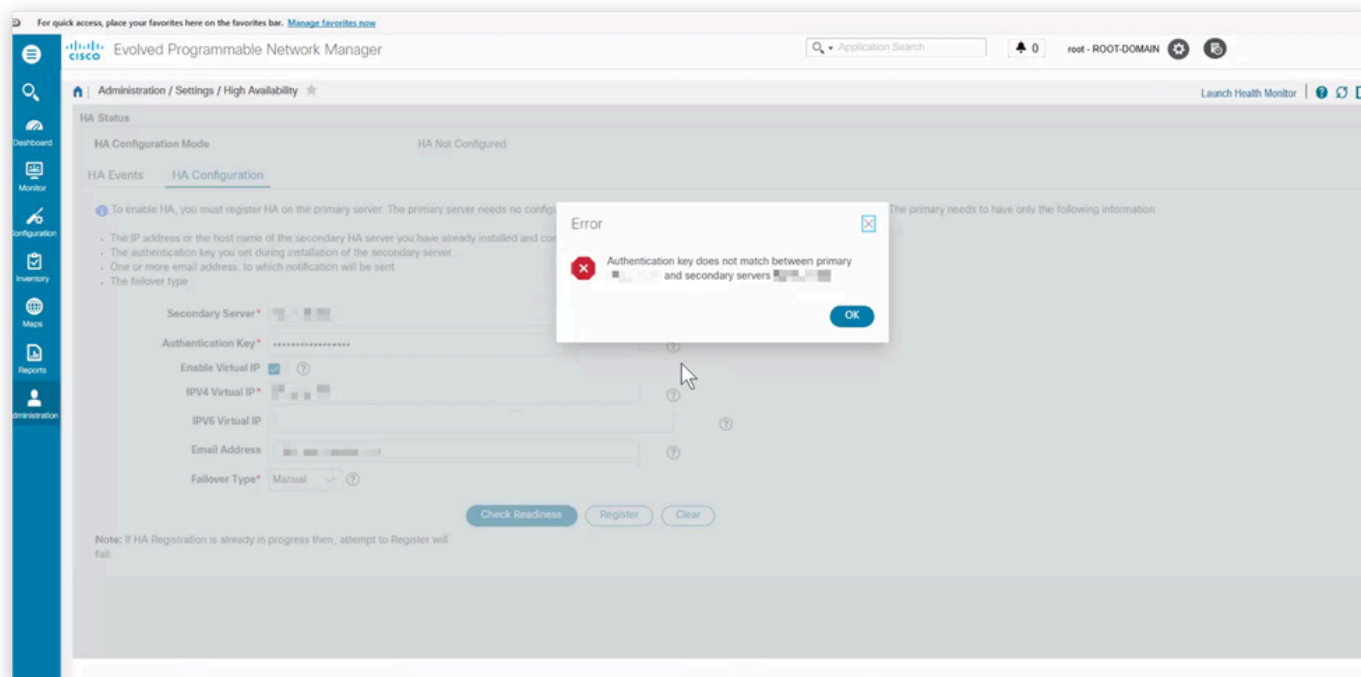 For quick access, place your favorites here on the favorites bar. Manage favorites now
cisco Evolved Programmable Network Manager
Application Search
0
root - ROOT-DOMAIN
Administration / Settings / High Availability
Launch Health Monitor
HA Status
Dashboard
Monitor
Configuration
Inventory
Maps
Reports
dministration
HA Configuration Mode HA Not Configured
HA Events HA Configuration
To enable HA, you must register HA on the primary server. The primary server needs no configu
The primary needs to have only the following information.
The IP address or the host name of the secondary HA server you have already installed and con
The authentication key you set during installation of the secondary server
One or more email address, to which notification will be sent
The failover type
Error
Authentication key does not match between primary
and secondary servers
OK
Secondary Server*
Authentication Key* ••••••••••••••••
Enable Virtual IP
IPV4 Virtual IP*
IPV6 Virtual IP
Email Address
Failover Type* Manual
Check Readiness Register Clear
Note: If HA Registration is already in progress then, attempt to Register will
fail.